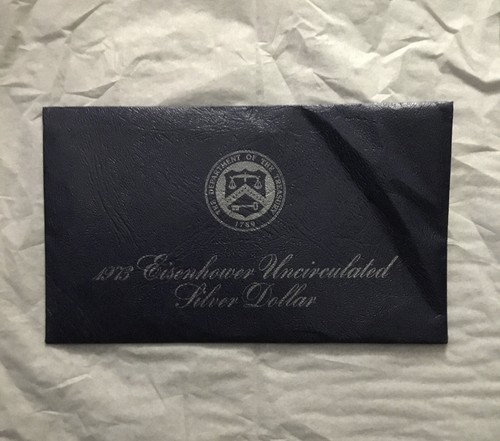 THE DEPARTMENT OF THE TREASURY
1789
1973 Eisenhower Uncirculated
Silver Dollar